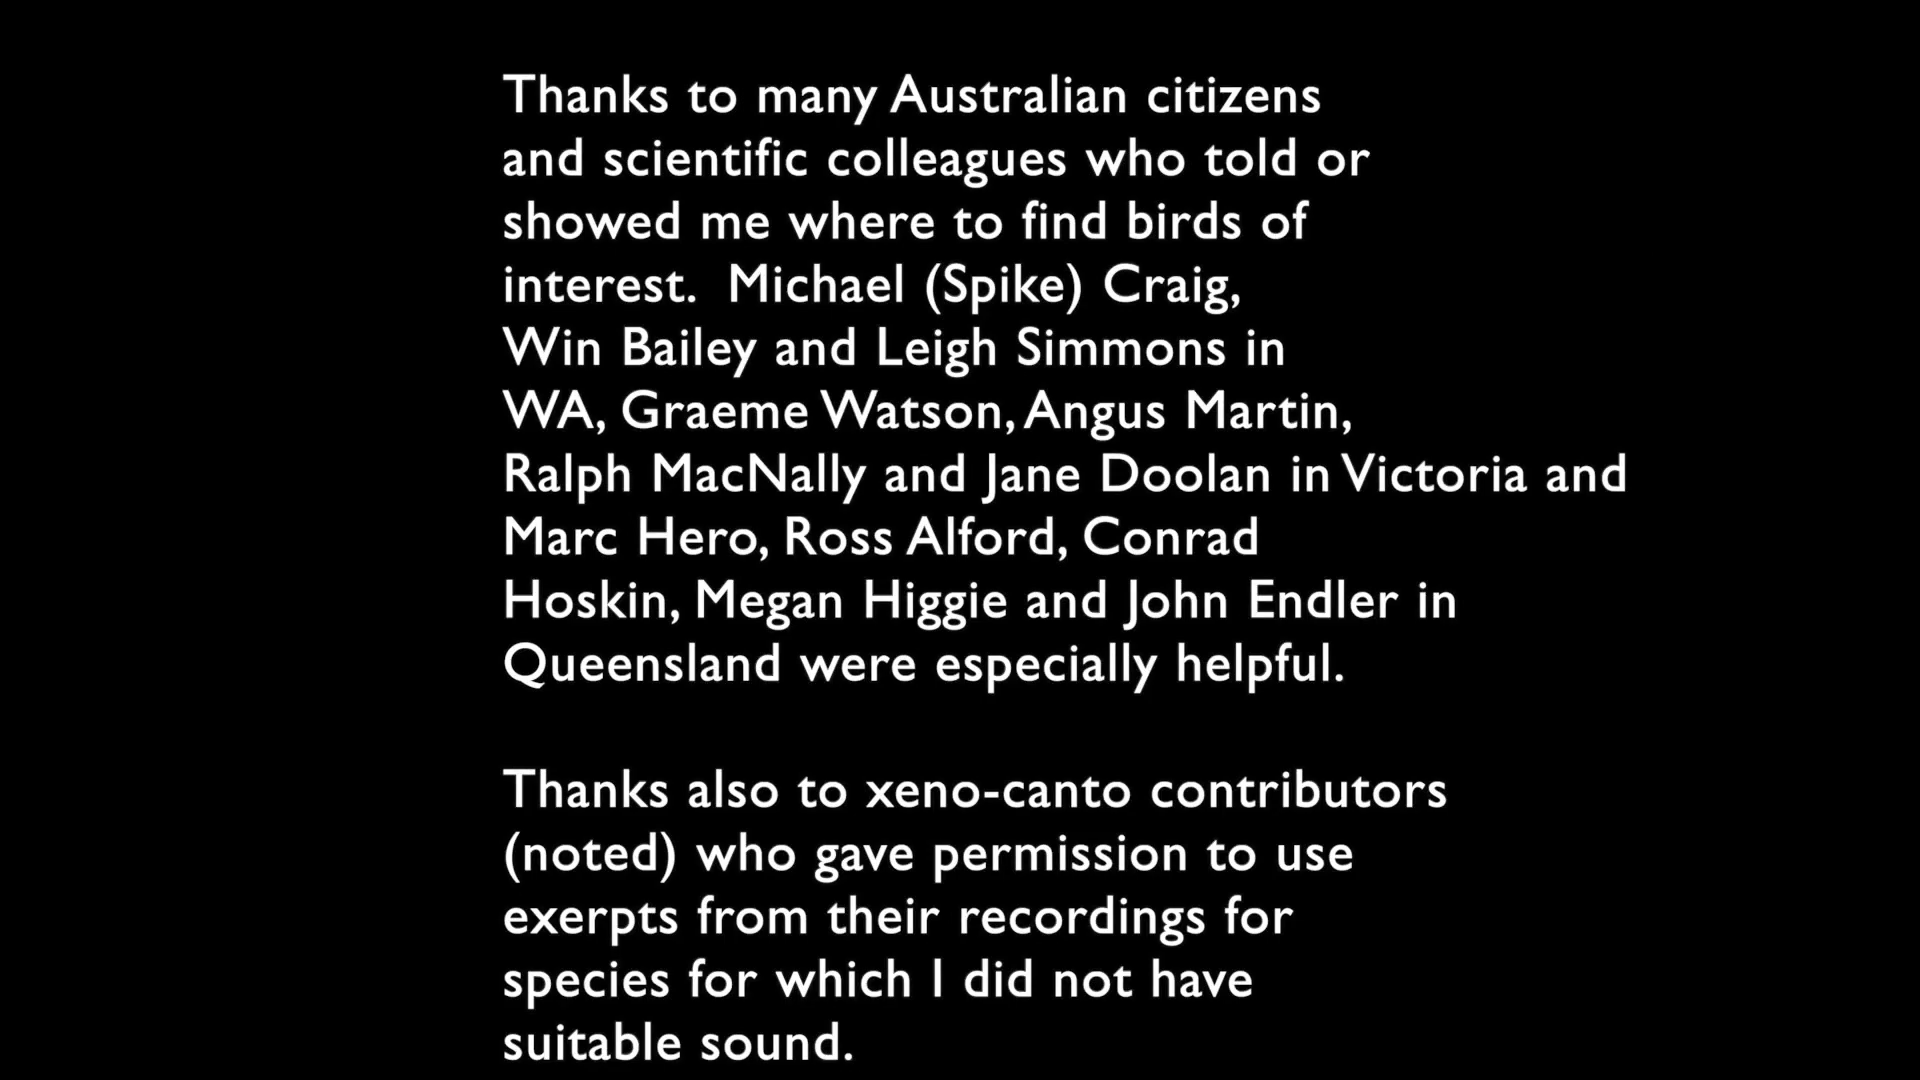 Thanks to many Australian citizens
and scientific colleagues who told or
showed me where to find birds of
interest.  Michael (Spike) Craig,
Win Bailey and Leigh Simmons in
WA, Graeme Watson, Angus Martin,
Ralph MacNally and Jane Doolan in Victoria and
Marc Hero, Ross Alford, Conrad
Hoskin, Megan Higgie and John Endler in
Queensland were especially helpful.

Thanks also to xeno-canto contributors
(noted) who gave permission to use
exerpts from their recordings for
species for which I did not have
suitable sound.